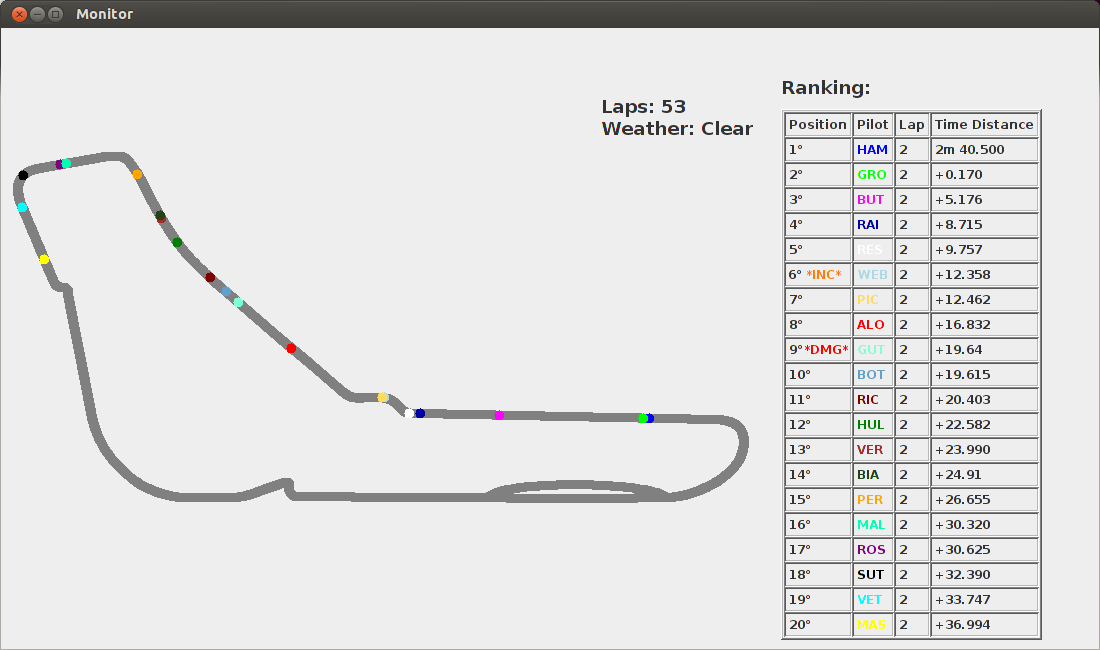 Monitor
Laps: 53
Weather: Clear
Ranking:
Position Pilot Lap Time Distance
1° HAM 2 2m 40.500
2° GRO 2 +0.170
3° BUT 2 +5.176
4° RAI 2 +8.715
5° RES 2 +9.757
6° *INC* WEB 2 +12.358
7° PIC 2 +12.462
8° ALO 2 +16.832
9°*DMG* GUT 2 +19.64
10° BOT 2 +19.615
11° RIC 2 +20.403
12° HUL 2 +22.582
13° VER 2 +23.990
14° BIA 2 +24.91
15° PER 2 +26.655
16° MAL 2 +30.320
17° ROS 2 +30.625
18° SUT 2 +32.390
19° VET 2 +33.747
20° MAS 2 +36.994